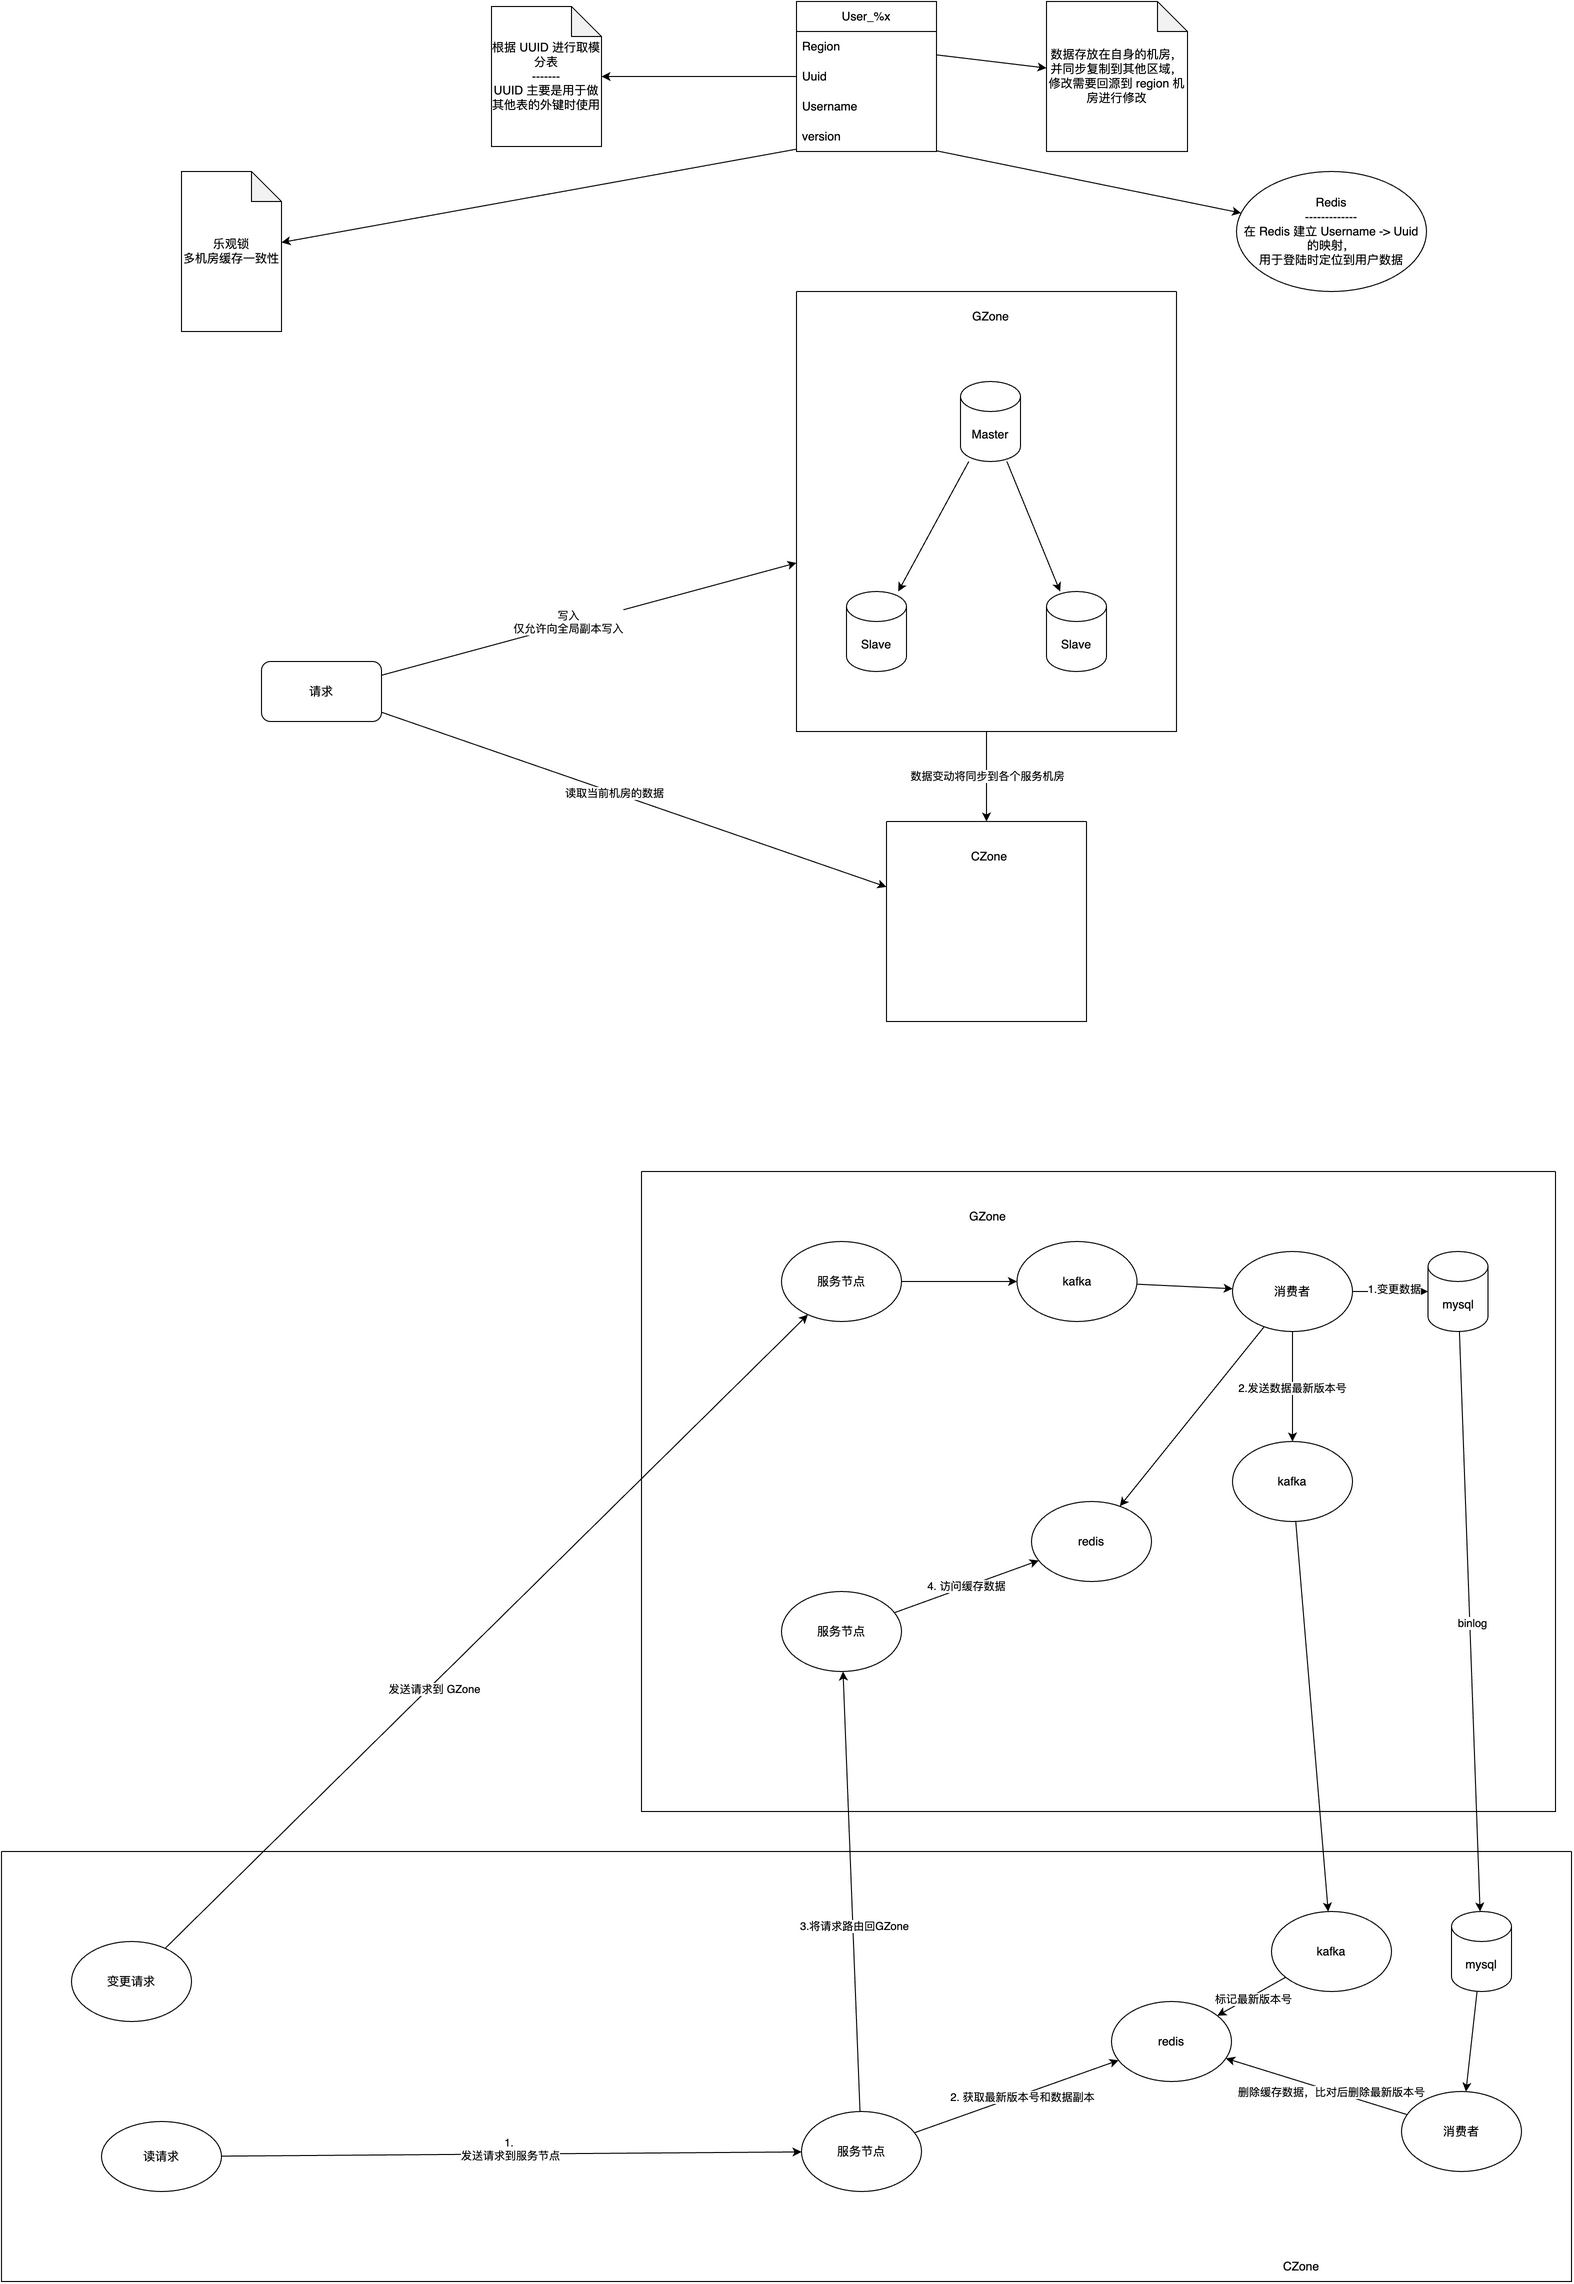 User_%x
Region
Uuid
Username
version
根据 UUID 进行取模
分表
-------
UUID 主要是用于做
其他表的外键时使用
数据存放在自身的机房，
并同步复制到其他区域，
修改需要回源到 region 机
房进行修改
乐观锁
多机房缓存一致性
Redis
-------------
在 Redis 建立 Username -> Uuid
的映射，
用于登陆时定位到用户数据
GZone
Master
Slave
Slave
写入
仅允许向全局副本写入
请求
数据变动将同步到各个服务机房
读取当前机房的数据
CZone
GZone
服务节点
kafka
消费者
1.变更数据
mysql
2.发送数据最新版本号
kafka
redis
4. 访问缓存数据
服务节点
binlog
发送请求到 GZone
3.将请求路由回GZone
变更请求
kafka
mysql
标记最新版本号
redis
2. 获取最新版本号和数据副本
删除缓存数据，比对后删除最新版本号
消费者
读请求
1.
发送请求到服务节点
服务节点
CZone